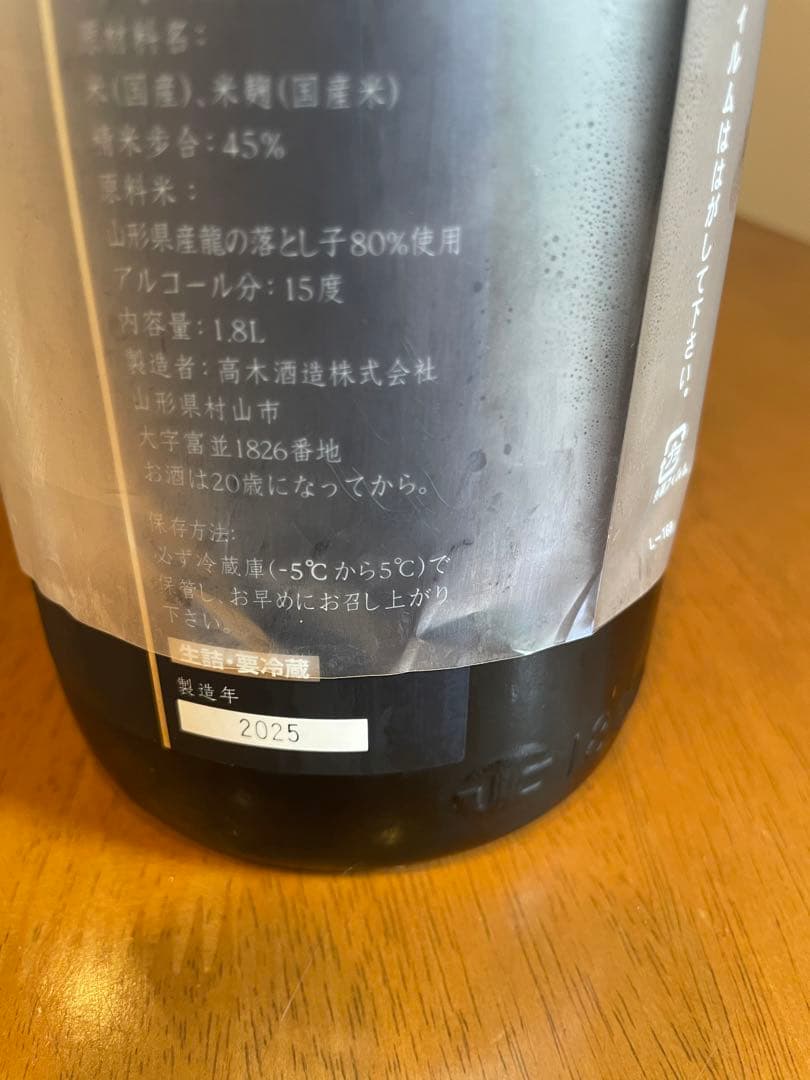 原材料名:
米(国産)、米麹(国産米)
精米歩合:45%
原料米:
山形県産龍の落とし子80%使用
アルコール分:15度
内容量:1.8L
製造者:高木酒造株式会社
山形県村山市
大字富並1826番地
お酒は20歳になってから。
保存方法:
必ず冷蔵庫(-5℃から5℃)で
保管し、お早めにお召し上がり
下さい。
生詰・要冷蔵
製造年
2025
ィルムははがして下さい。